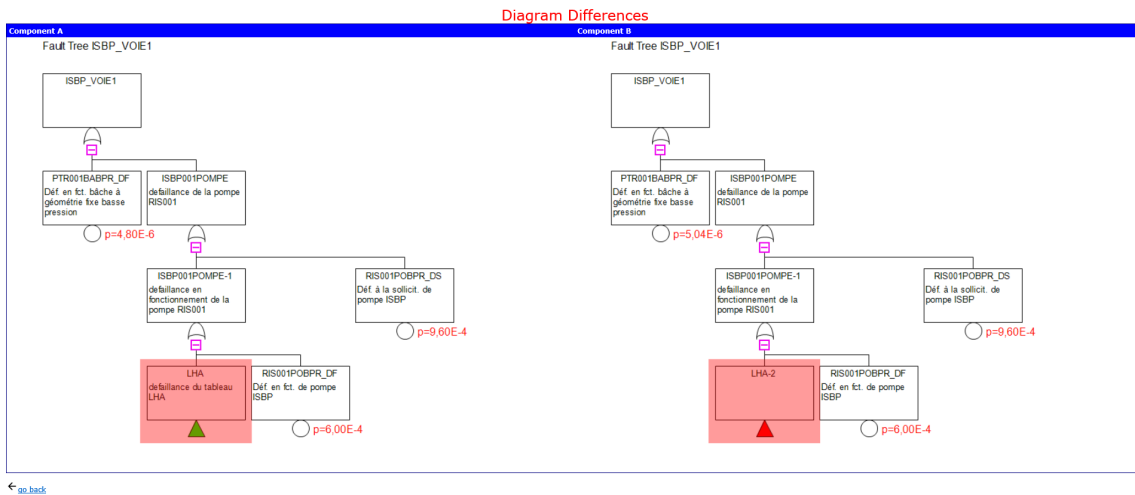 Diagram Differences
Component A
Component B
Fault Tree ISBP_VOIE1
Fault Tree ISBP_VOIE1
ISBP_VOIE1
ISBP_VOIE1
PTR001BABPR_DF
Déf. en fct. bâche à
géométrie fixe basse
pression
p=4,80E-6
ISBP001POMPE
defaillance de la pompe
RIS001
PTR001BABPR_DF
Déf. en fct. bâche à
géométrie fixe basse
pression
p=5,04E-6
ISBP001POMPE
defaillance de la pompe
RIS001
ISBP001POMPE-1
defaillance en
fonctionnement de la
pompe RIS001
RIS001POBPR_DS
Déf. à la sollicit. de
pompe ISBP
p=9,60E-4
ISBP001POMPE-1
defaillance en
fonctionnement de la
pompe RIS001
RIS001POBPR_DS
Déf. à la sollicit. de
pompe ISBP
p=9,60E-4
LHA
defaillance du tableau
LHA
RIS001POBPR_DF
Déf. en fct. de pompe
ISBP
p=6,00E-4
LHA-2
RIS001POBPR_DF
Déf. en fct. de pompe
ISBP
p=6,00E-4
go back